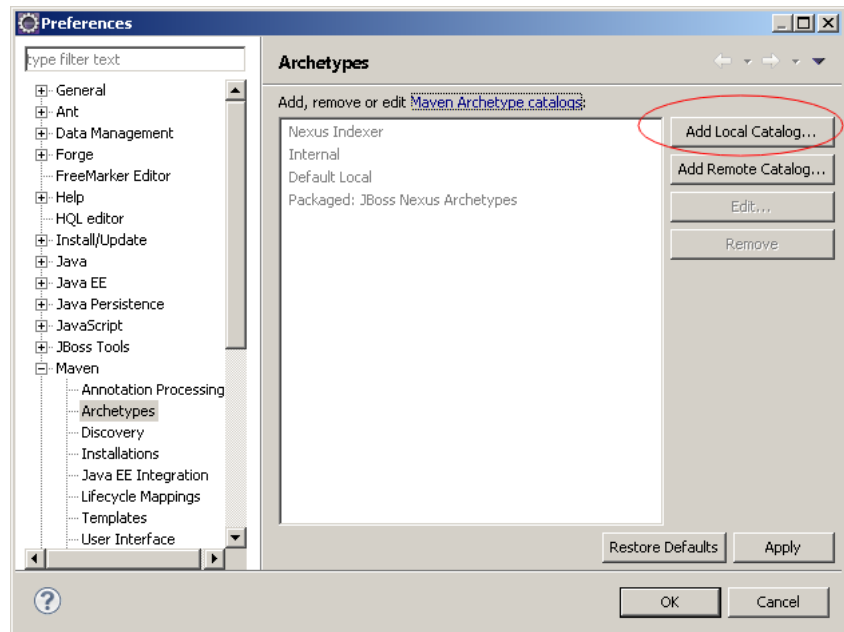 Preferences
type filter text
General
Ant
Data Management
Forge
FreeMarker Editor
Help
HQL editor
Install/Update
Java
Java EE
Java Persistence
JavaScript
JBoss Tools
Maven
Annotation Processing
Archetypes
Discovery
Installations
Java EE Integration
Lifecycle Mappings
Templates
User Interface
Archetypes
Add, remove or edit Maven Archetype catalogs:
Nexus Indexer
Internal
Default Local
Packaged: JBoss Nexus Archetypes
Add Local Catalog...
Add Remote Catalog...
Edit...
Remove
Restore Defaults
Apply
?
OK
Cancel